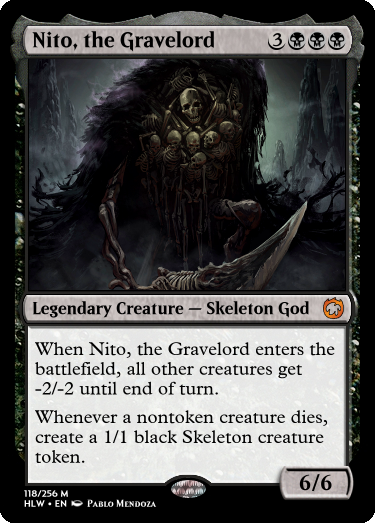 Nito, the Gravelord 3
Legendary Creature — Skeleton God
When Nito, the Gravelord enters the
battlefield, all other creatures get
-2/-2 until end of turn.
Whenever a nontoken creature dies,
create a 1/1 black Skeleton creature
token.
6/6
118/256 M
HLW • EN Pablo Mendoza